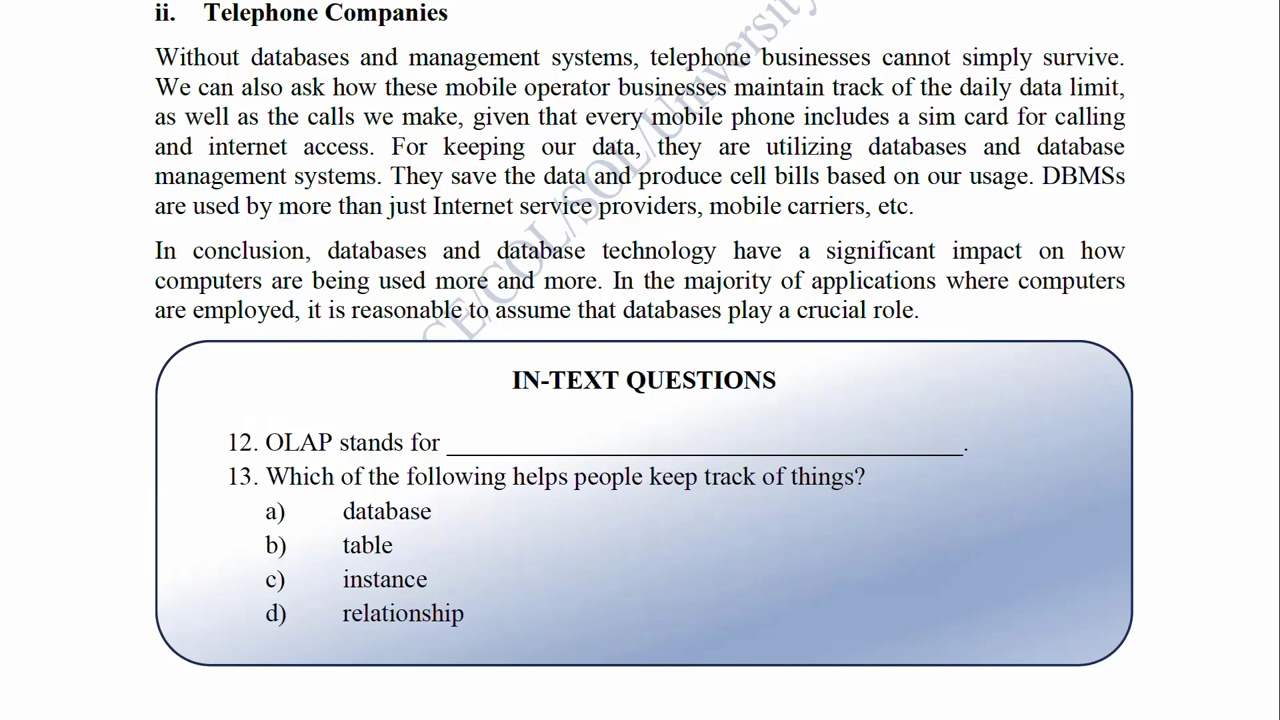 ii. Telephone Companies
Without databases and management systems, telephone businesses cannot simply survive.
We can also ask how these mobile operator businesses maintain track of the daily data limit,
as well as the calls we make, given that every mobile phone includes a sim card for calling
and internet access. For keeping our data, they are utilizing databases and database
management systems. They save the data and produce cell bills based on our usage. DBMSs
are used by more than just Internet service providers, mobile carriers, etc.
In conclusion, databases and database technology have a significant impact on how
computers are being used more and more. In the majority of applications where computers
are employed, it is reasonable to assume that databases play a crucial role.
CE/COL/SOL/University
IN-TEXT QUESTIONS
12. OLAP stands for ________________________________________.
13. Which of the following helps people keep track of things?
a) database
b) table
c) instance
d) relationship